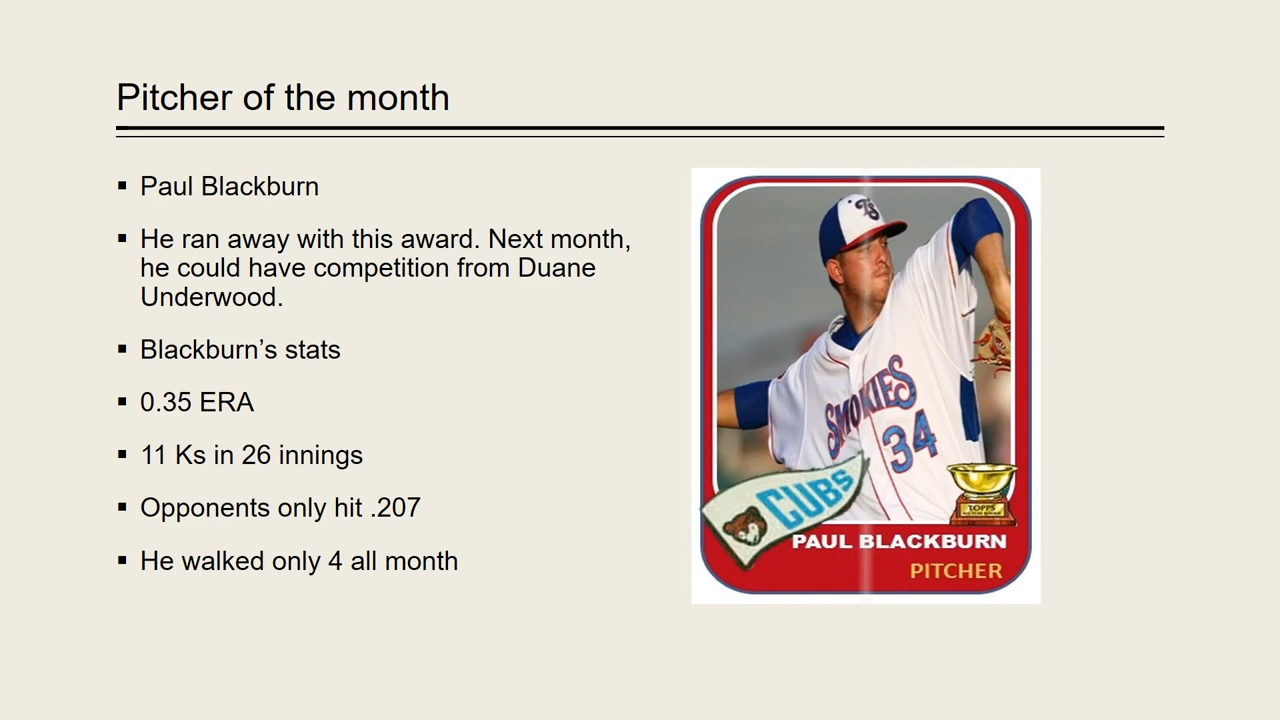 Pitcher of the month
▪ Paul Blackburn
▪ He ran away with this award. Next month,
he could have competition from Duane
Underwood.
▪ Blackburn’s stats
▪ 0.35 ERA
▪ 11 Ks in 26 innings
▪ Opponents only hit .207
▪ He walked only 4 all month
TS
SMOKIES
34
CUBS
TOPPS
PAUL BLACKBURN
PITCHER